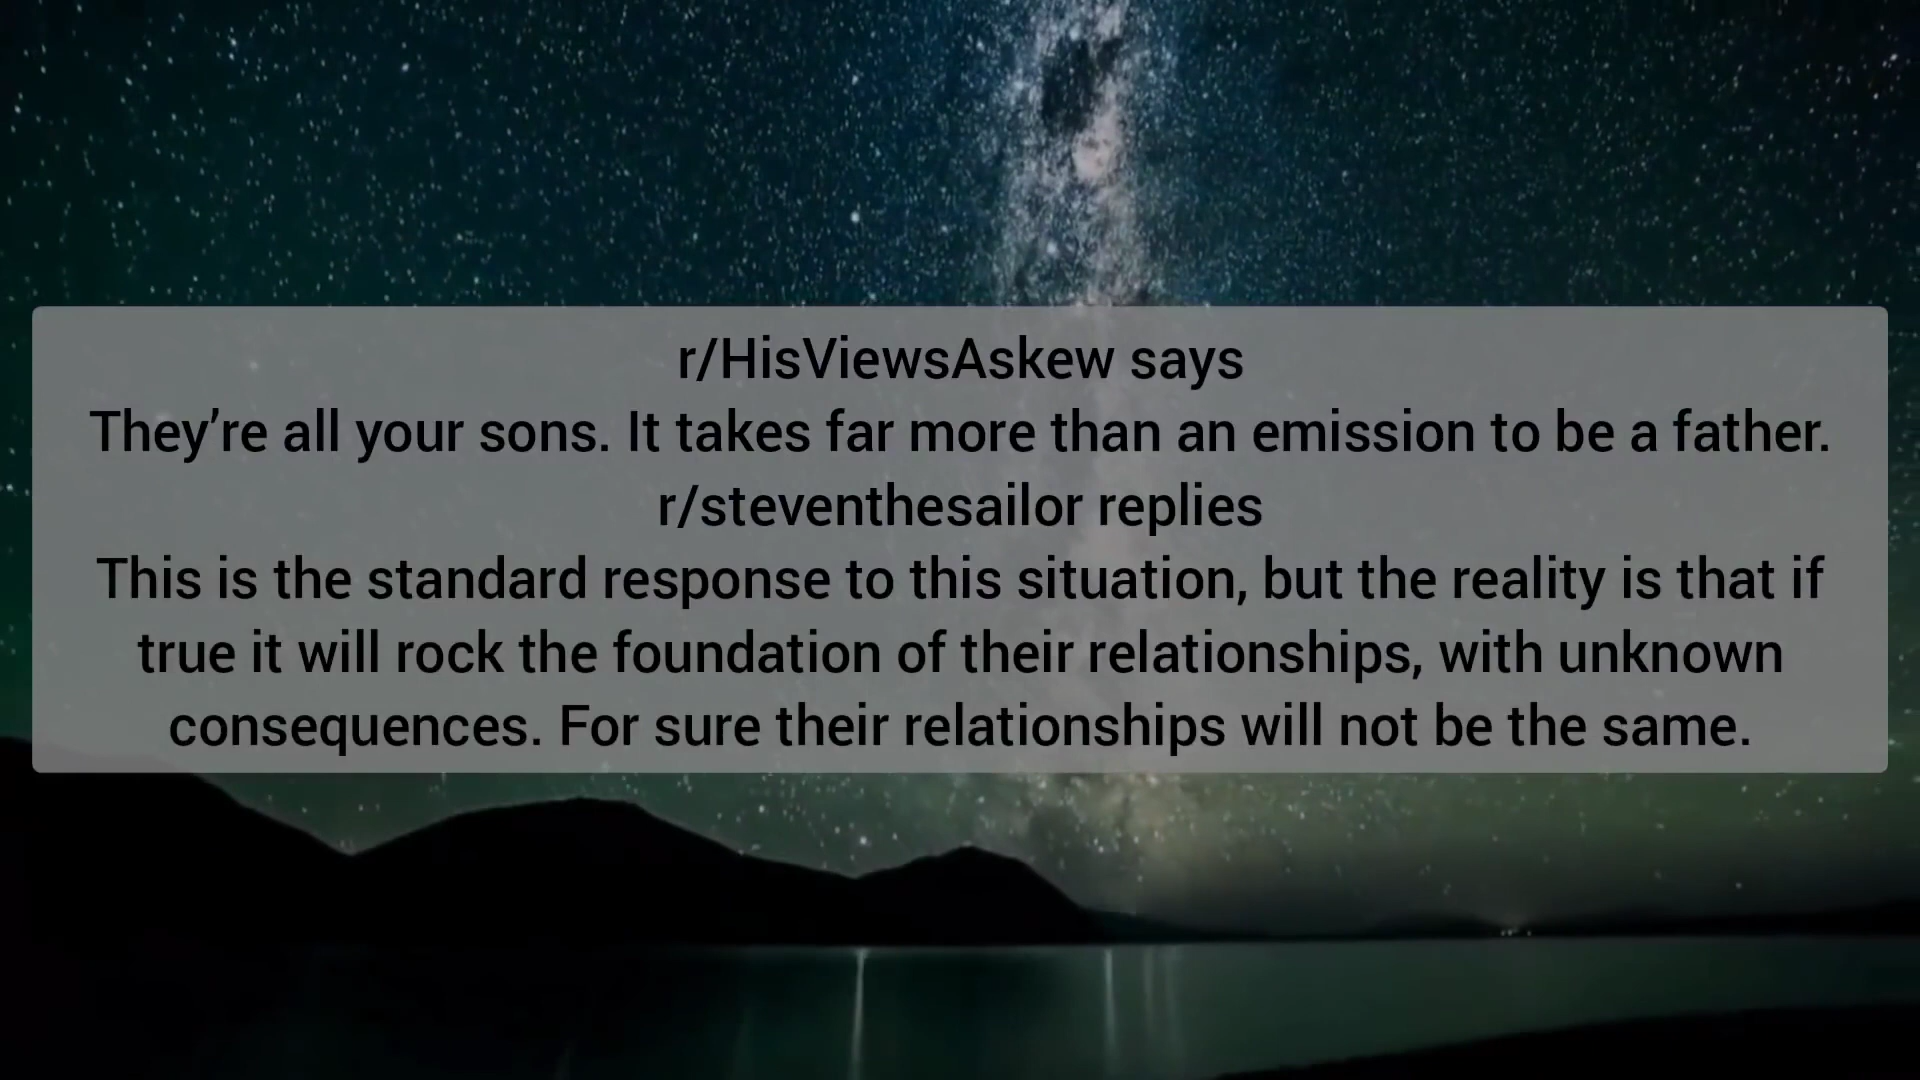 r/HisViewsAskew says
They’re all your sons. It takes far more than an emission to be a father.
r/steventhesailor replies
This is the standard response to this situation, but the reality is that if
true it will rock the foundation of their relationships, with unknown
consequences. For sure their relationships will not be the same.